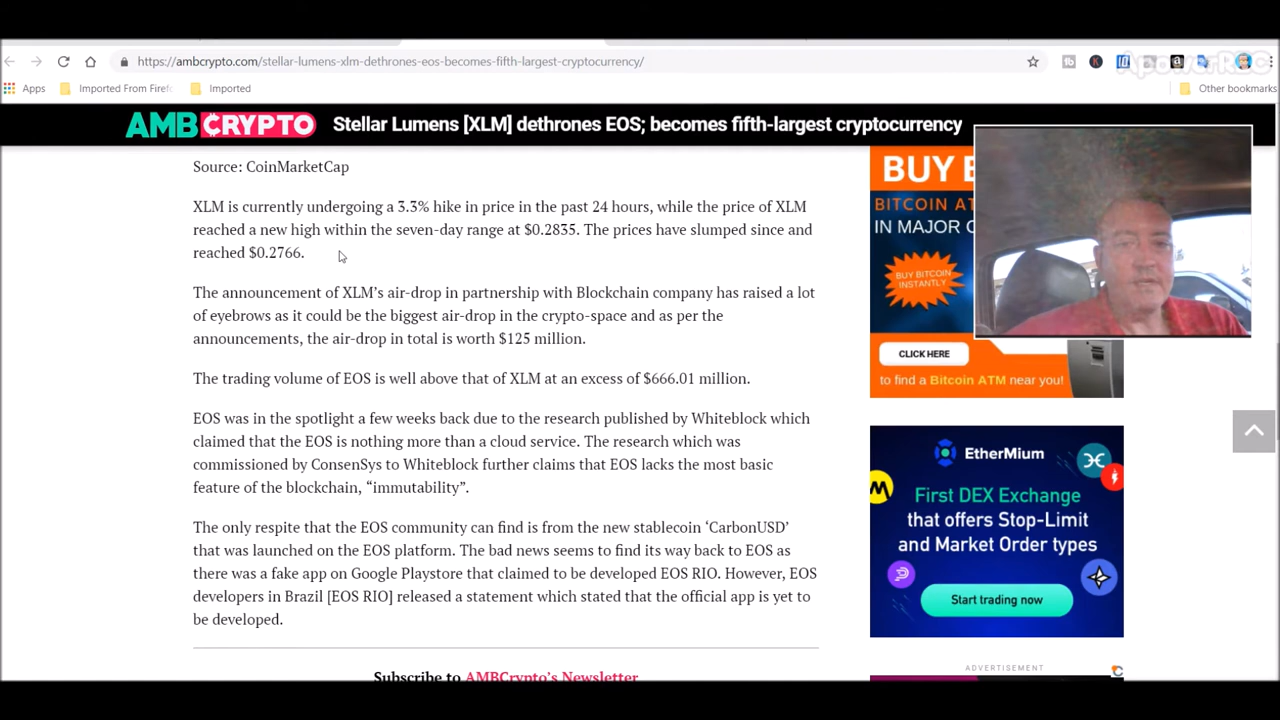 ApowerREC
https://ambcrypto.com/stellar-lumens-xlm-dethrones-eos-becomes-fifth-largest-cryptocurrency/
Apps
Imported From Firef
Imported
Other bookmarks
AMBCRYPTO
Stellar Lumens [XLM] dethrones EOS; becomes fifth-largest cryptocurrency
Source: CoinMarketCap
XLM is currently undergoing a 3.3% hike in price in the past 24 hours, while the price of XLM
reached a new high within the seven-day range at $0.2835. The prices have slumped since and
reached $0.2766.
The announcement of XLM’s air-drop in partnership with Blockchain company has raised a lot
of eyebrows as it could be the biggest air-drop in the crypto-space and as per the
announcements, the air-drop in total is worth $125 million.
The trading volume of EOS is well above that of XLM at an excess of $666.01 million.
EOS was in the spotlight a few weeks back due to the research published by Whiteblock which
claimed that the EOS is nothing more than a cloud service. The research which was
commissioned by ConsenSys to Whiteblock further claims that EOS lacks the most basic
feature of the blockchain, “immutability”.
The only respite that the EOS community can find is from the new stablecoin ‘CarbonUSD’
that was launched on the EOS platform. The bad news seems to find its way back to EOS as
there was a fake app on Google Playstore that claimed to be developed EOS RIO. However, EOS
developers in Brazil [EOS RIO] released a statement which stated that the official app is yet to
be developed.
Subscribe to AMBCrypto’s Newsletter
BUY
BITCOIN AT
IN MAJOR
BUY BITCOIN
INSTANTLY
CLICK HERE
to find a Bitcoin ATM near you!
EtherMium
First DEX Exchange
that offers Stop-Limit
and Market Order types
Start trading now
ADVERTISEMENT